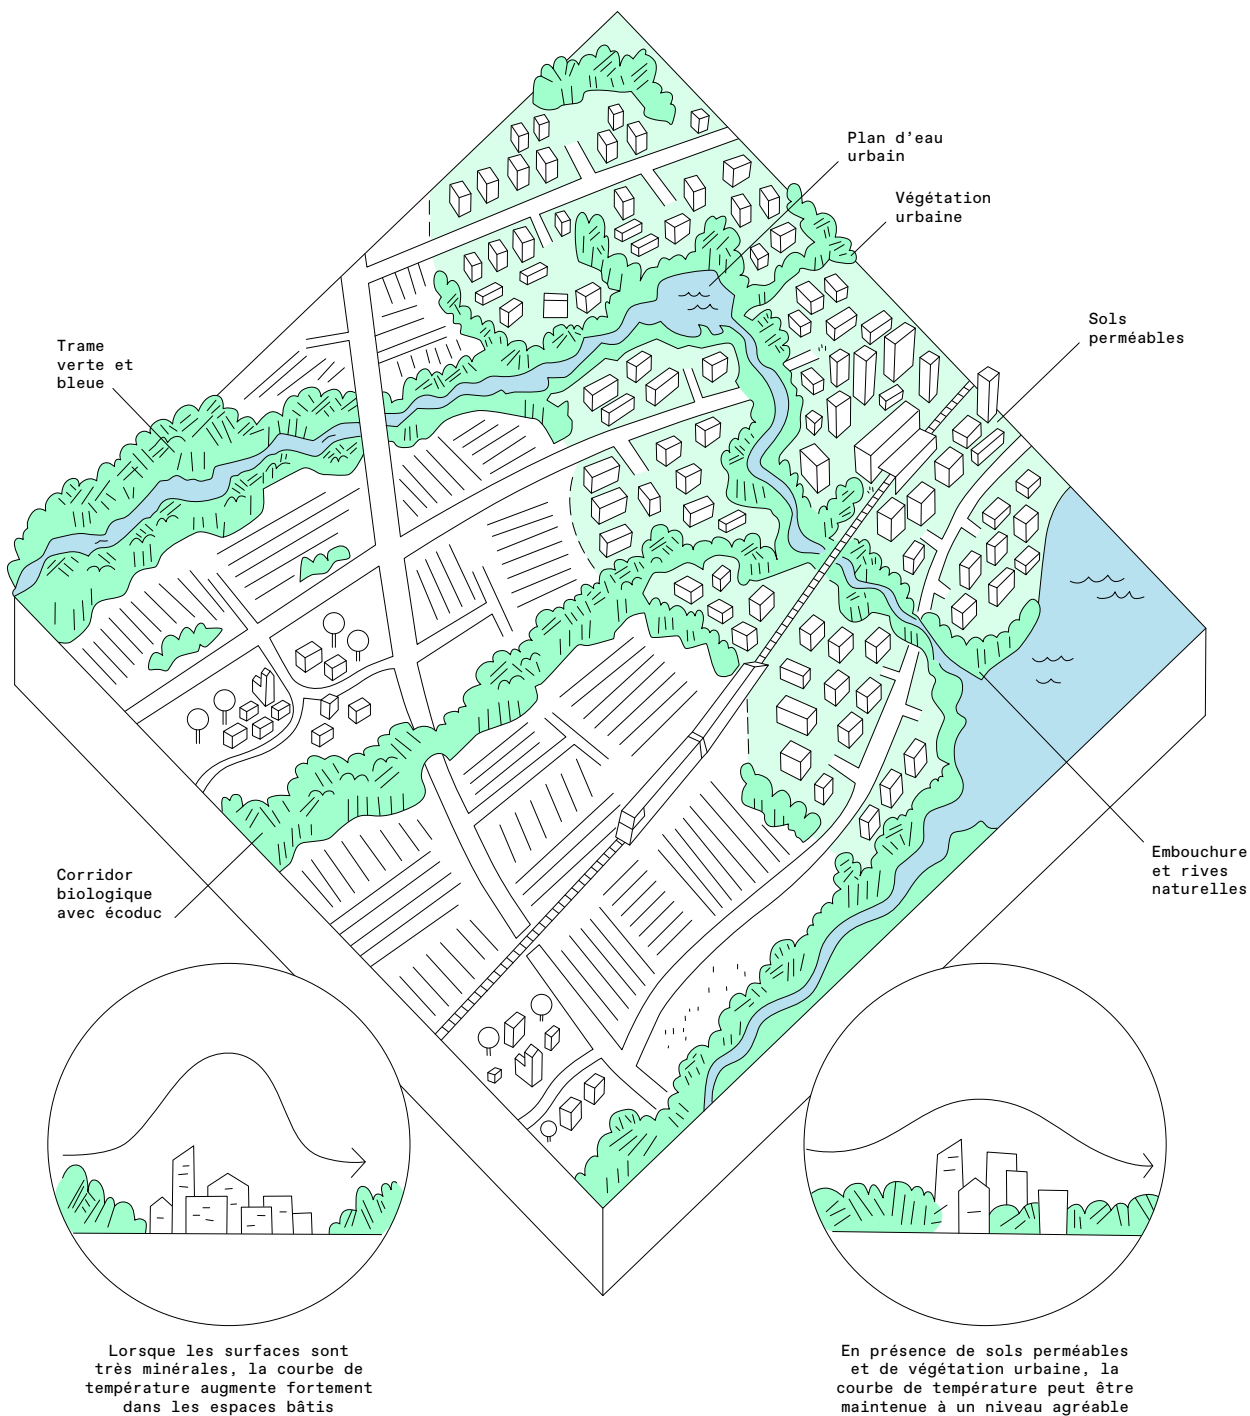 Plan d’eau
urbain
Végétation
urbaine
Sols
perméables
Trame
verte et
bleue
Embouchure
et rives
naturelles
Corridor
biologique
avec écoduc
Lorsque les surfaces sont
très minérales, la courbe de
température augmente fortement
dans les espaces bâtis
En présence de sols perméables
et de végétation urbaine, la
courbe de température peut être
maintenue à un niveau agréable